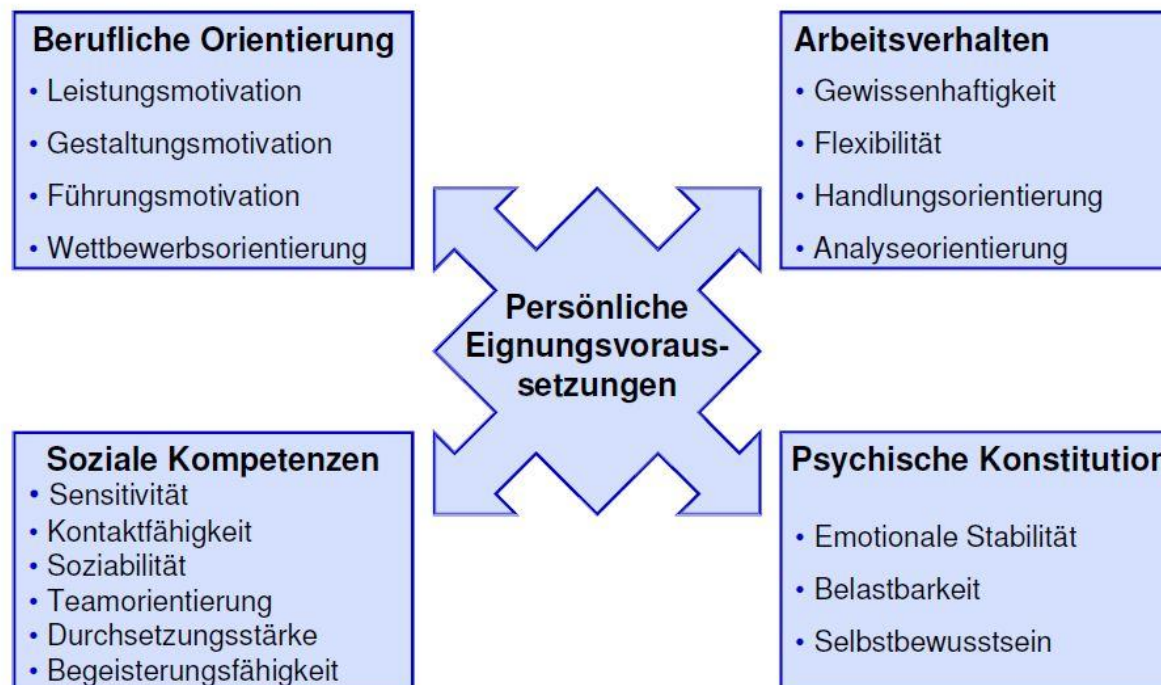 Berufliche Orientierung
• Leistungsmotivation
• Gestaltungsmotivation
• Führungsmotivation
• Wettbewerbsorientierung
Arbeitsverhalten
• Gewissenhaftigkeit
• Flexibilität
• Handlungsorientierung
• Analyseorientierung
Persönliche
Eignungsvoraus-
setzungen
Soziale Kompetenzen
• Sensitivität
• Kontaktfähigkeit
• Soziabilität
• Teamorientierung
• Durchsetzungsstärke
• Begeisterungsfähigkeit
Psychische Konstitution
• Emotionale Stabilität
• Belastbarkeit
• Selbstbewusstsein